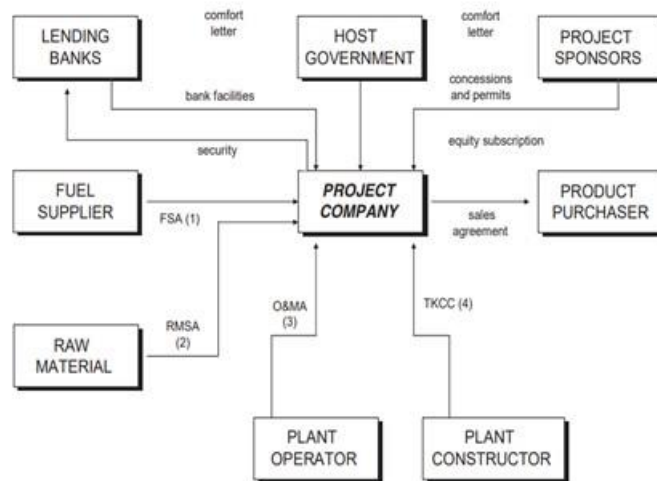 comfort
letter
comfort
letter
LENDING
BANKS
HOST
GOVERNMENT
PROJECT
SPONSORS
bank facilities
concessions
and permits
security
equity subscription
FUEL
SUPPLIER
FSA (1)
PROJECT
COMPANY
sales
agreement
PRODUCT
PURCHASER
RAW
MATERIAL
RMSA
(2)
O&MA
(3)
TKCC (4)
PLANT
OPERATOR
PLANT
CONSTRUCTOR